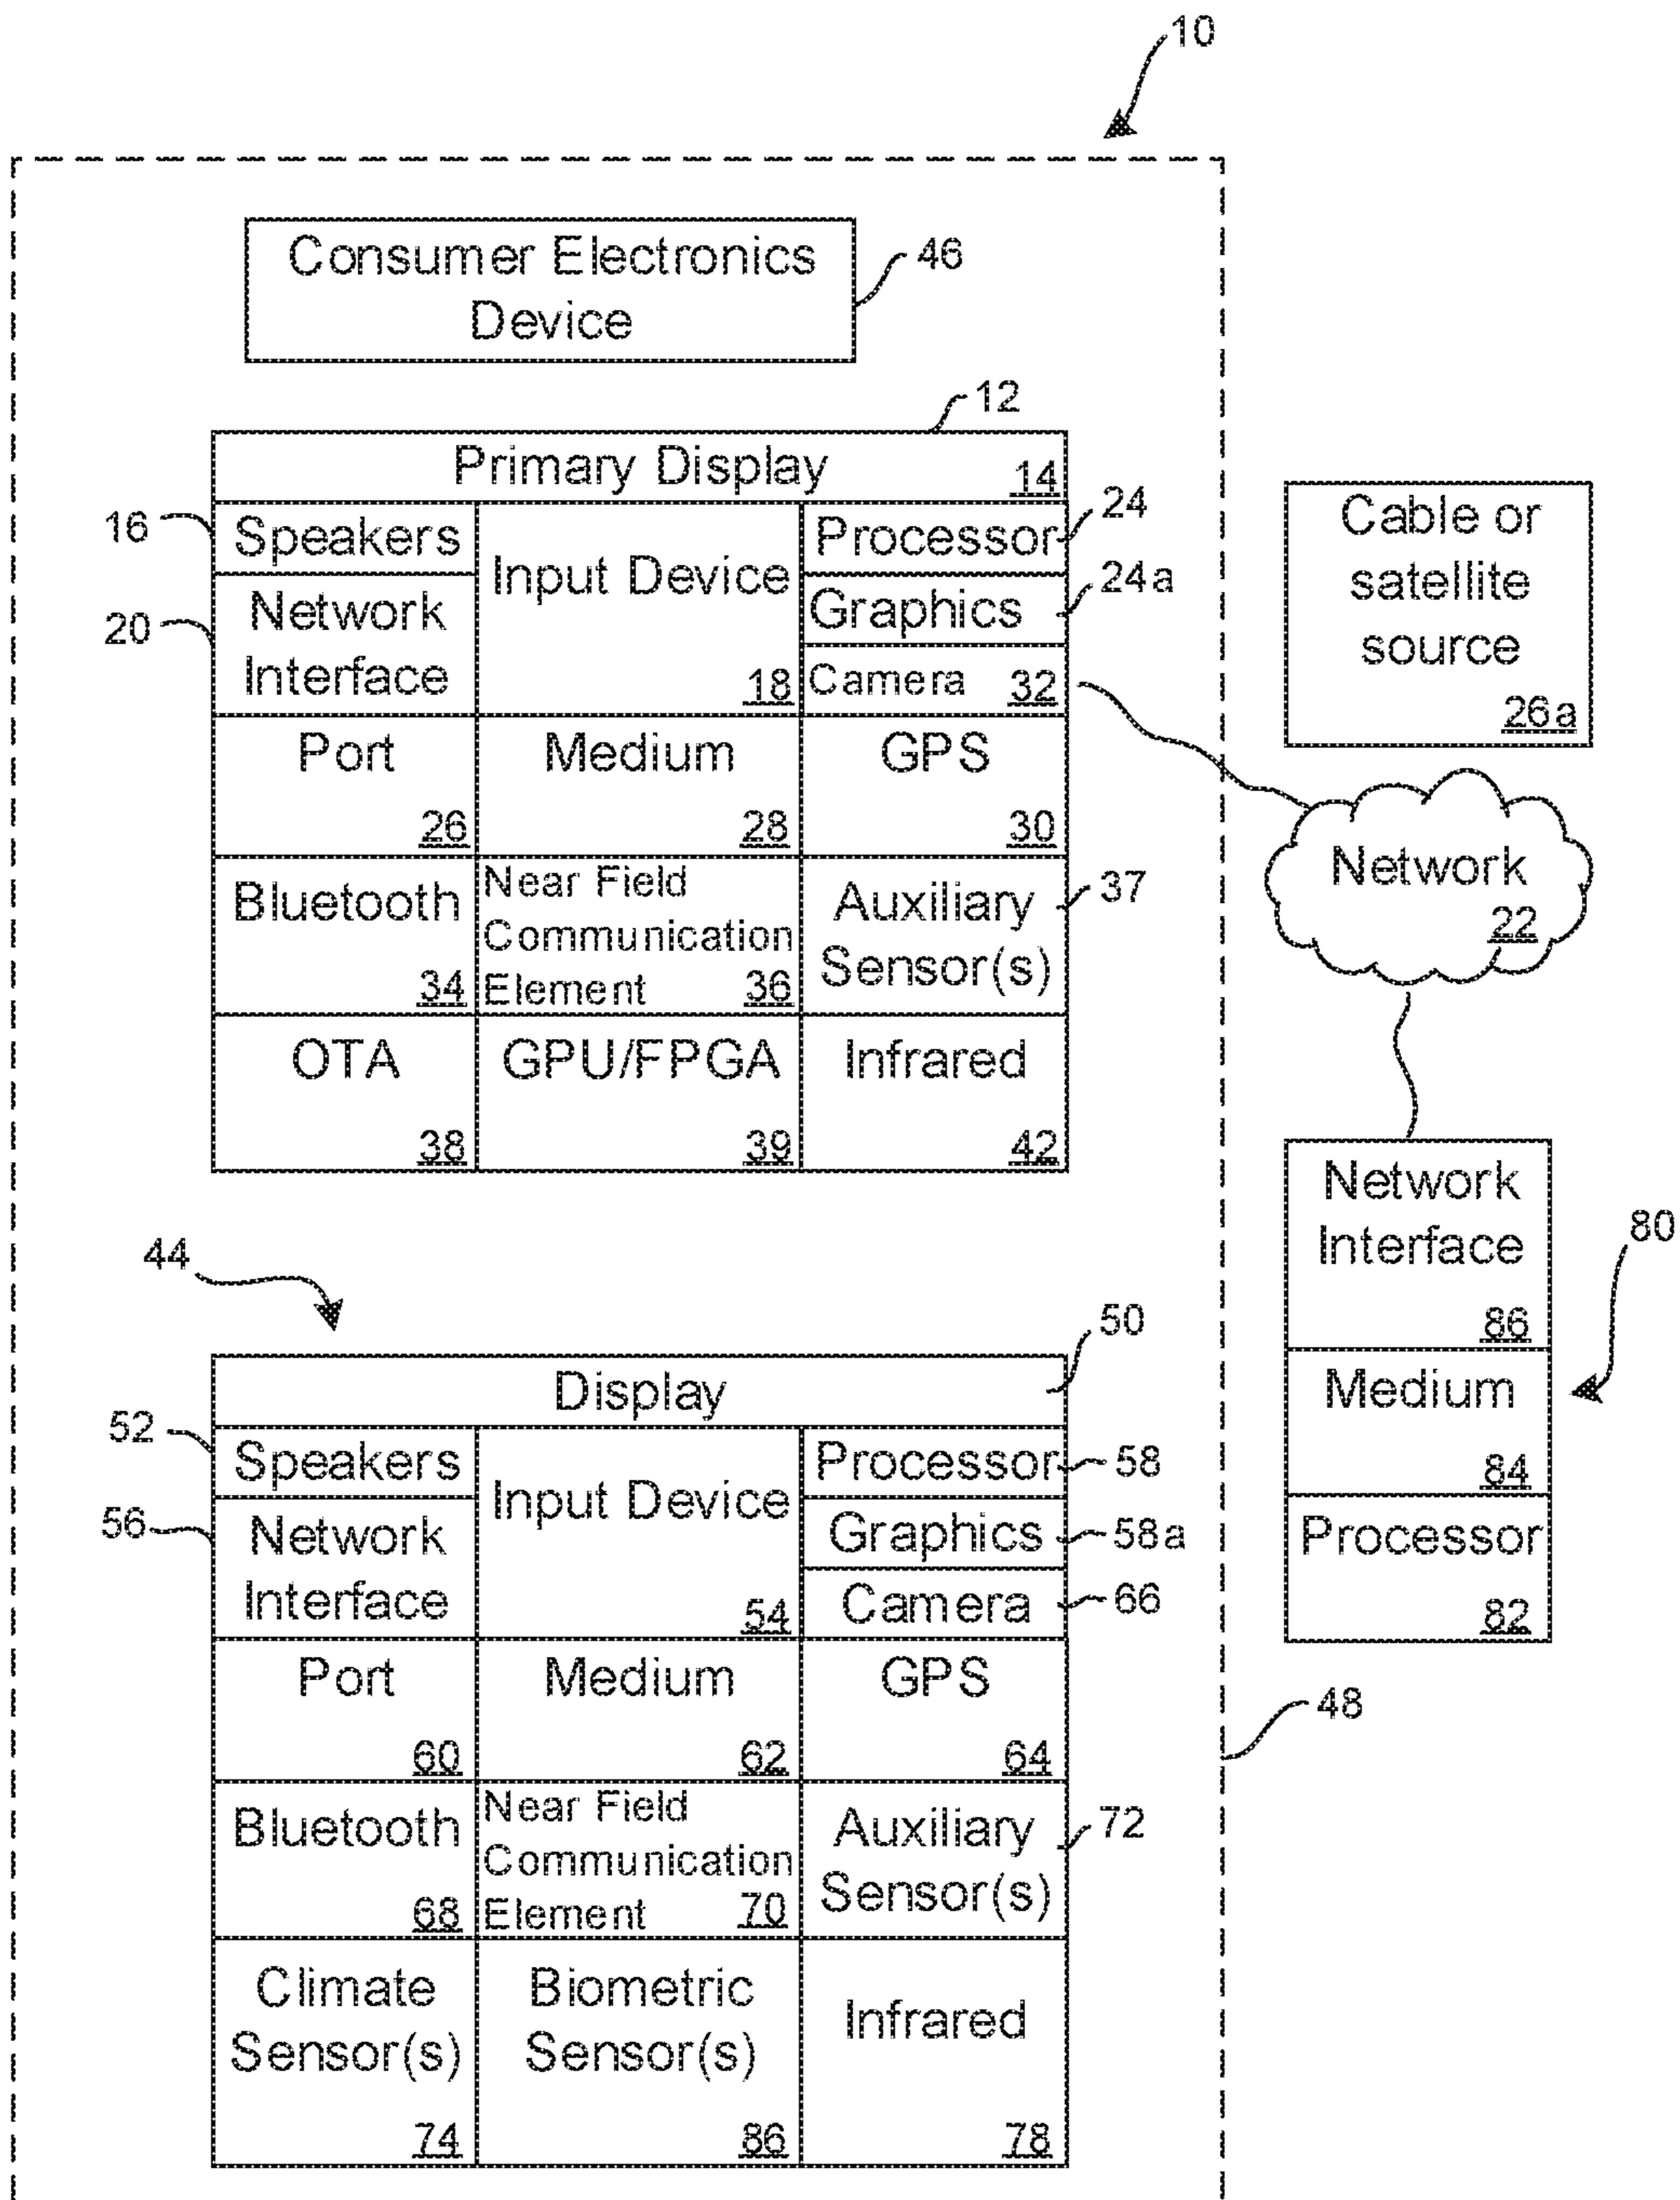 10
Consumer Electronics
Device
46
12
Primary Display
14
16
Speakers
Input Device
18
Processor
24
Graphics
24a
Camera
32
20
Network
Interface
Port
26
Medium
28
GPS
30
Bluetooth
34
Near Field
Communication
Element
36
Auxiliary
Sensor(s)
37
OTA
38
GPU/FPGA
39
Infrared
42
Cable or
satellite
source
26a
Network
22
Network
Interface
86
Medium
84
Processor
82
80
44
50
Display
52
Speakers
Input Device
54
Processor
58
Graphics
58a
Camera
66
56
Network
Interface
Port
60
Medium
62
GPS
64
48
Bluetooth
68
Near Field
Communication
Element
70
Auxiliary
Sensor(s)
72
Climate
Sensor(s)
74
Biometric
Sensor(s)
86
Infrared
78